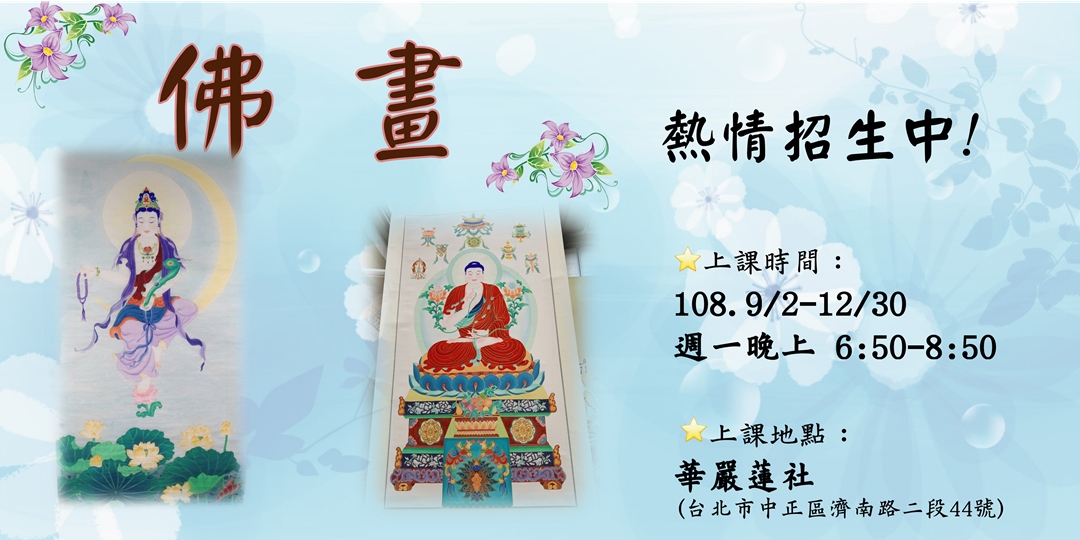 佛畫
熱情招生中!
上課時間：
108.9/2-12/30
週一晚上 6:50-8:50
上課地點：
華嚴蓮社
(台北市中正區濟南路二段44號)